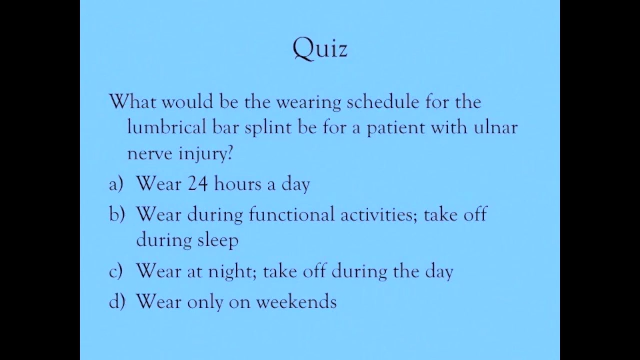 Quiz
What would be the wearing schedule for the
lumbrical bar splint be for a patient with ulnar
nerve injury?
a) Wear 24 hours a day
b) Wear during functional activities; take off
during sleep
c) Wear at night; take off during the day
d) Wear only on weekends